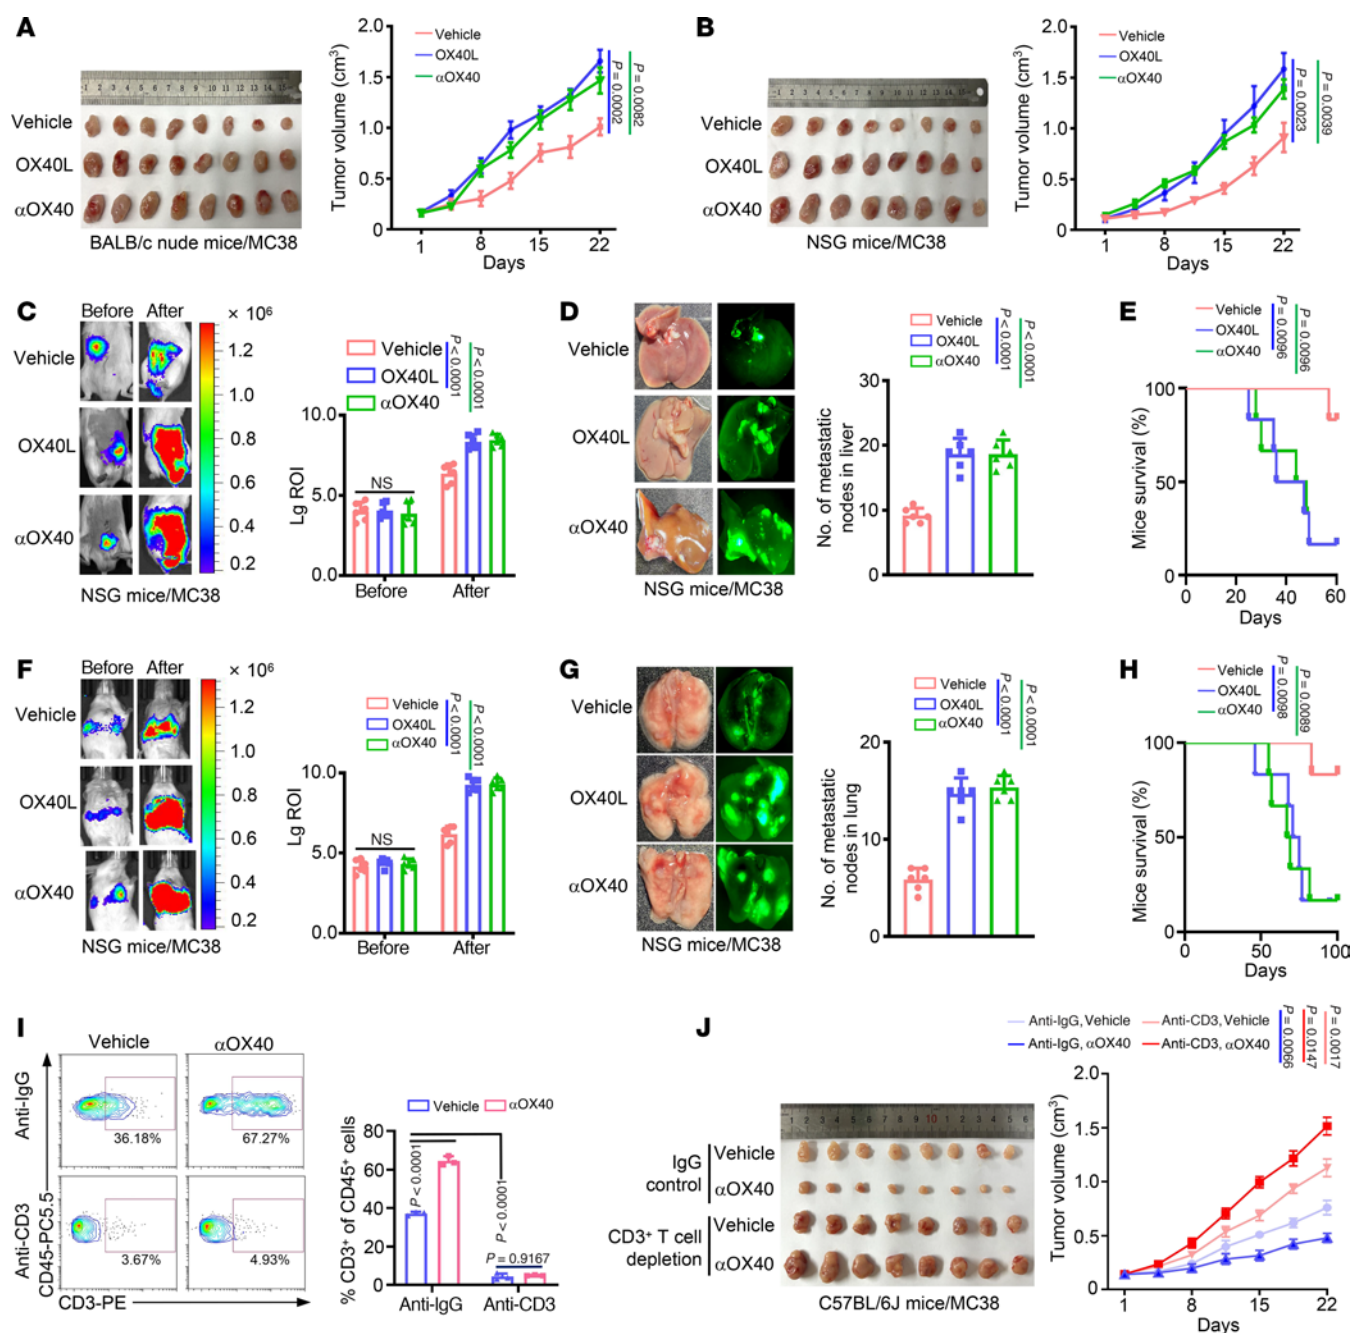 A
Vehicle
OX40L
αOX40
BALB/c nude mice/MC38
Tumor volume (cm³)
2.0
1.5
1.0
0.5
0
Vehicle
OX40L
αOX40
P = 0.0002
P = 0.0082
1 8 15 22
Days
B
Vehicle
OX40L
αOX40
NSG mice/MC38
Tumor volume (cm³)
2.0
1.5
1.0
0.5
0
Vehicle
OX40L
αOX40
P = 0.0023
P = 0.0039
1 8 15 22
Days
C
Before After
Vehicle
OX40L
αOX40
NSG mice/MC38
× 10⁶
1.2
1.0
0.8
0.6
0.4
0.2
Vehicle
OX40L
αOX40
P < 0.0001
P < 0.0001
Lg ROI
10.0
5.0
0.0
NS
Before After
D
Vehicle
OX40L
αOX40
NSG mice/MC38
Vehicle
OX40L
αOX40
P < 0.0001
P < 0.0001
No. of metastatic
nodes in liver
30
20
10
0
E
Vehicle
OX40L
αOX40
P = 0.0096
P = 0.0096
Mice survival (%)
100
50
0
0 20 40 60
Days
F
Before After
Vehicle
OX40L
αOX40
NSG mice/MC38
× 10⁶
1.2
1.0
0.8
0.6
0.4
0.2
Vehicle
OX40L
αOX40
P < 0.0001
P < 0.0001
Lg ROI
10.0
5.0
0.0
NS
Before After
G
Vehicle
OX40L
αOX40
NSG mice/MC38
Vehicle
OX40L
αOX40
P < 0.0001
P < 0.0001
No. of metastatic
nodes in lung
20
10
0
H
Vehicle
OX40L
αOX40
P = 0.0098
P = 0.0089
Mice survival (%)
100
50
0
0 50 100
Days
I
Vehicle αOX40
Anti-IgG
36.18% 67.27%
Anti-CD3
3.67% 4.93%
CD45-PC5.5
CD3-PE
Vehicle αOX40
% CD3⁺ of CD45⁺ cells
80
60
40
20
0
P < 0.0001
P < 0.0001
P = 0.9167
Anti-IgG Anti-CD3
J
IgG
control
Vehicle
αOX40
CD3⁺ T cell
depletion
Vehicle
αOX40
C57BL/6J mice/MC38
Anti-IgG, Vehicle Anti-CD3, Vehicle
Anti-IgG, αOX40 Anti-CD3, αOX40
P = 0.0066
P = 0.0147
P = 0.0017
Tumor volume (cm³)
2.0
1.5
1.0
0.5
0
1 8 15 22
Days